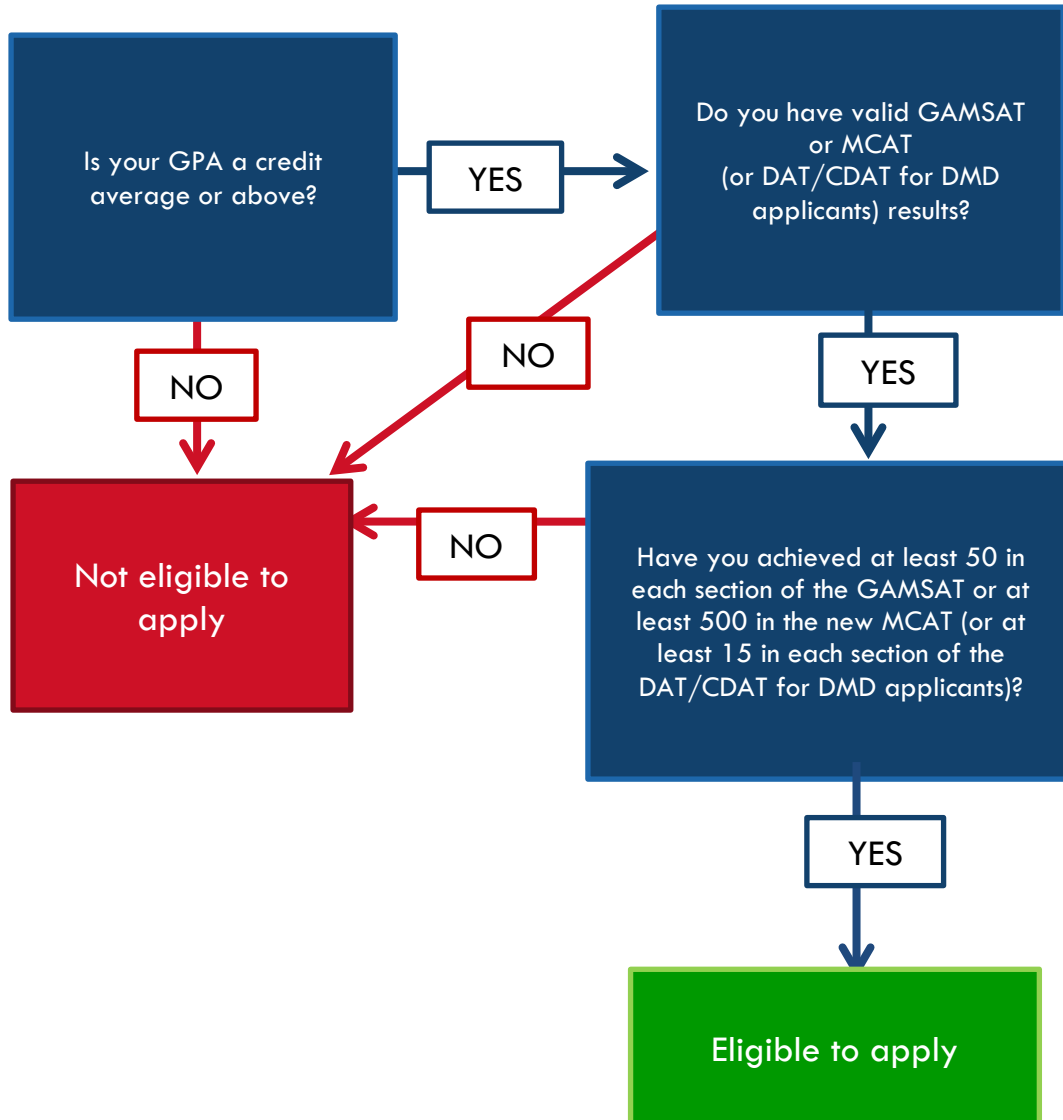 Is your GPA a credit
average or above?
YES
Do you have valid GAMSAT
or MCAT
(or DAT/CDAT for DMD
applicants) results?
NO
NO
YES
Not eligible to
apply
NO
Have you achieved at least 50 in
each section of the GAMSAT or at
least 500 in the new MCAT (or at
least 15 in each section of the
DAT/CDAT for DMD applicants)?
YES
Eligible to apply